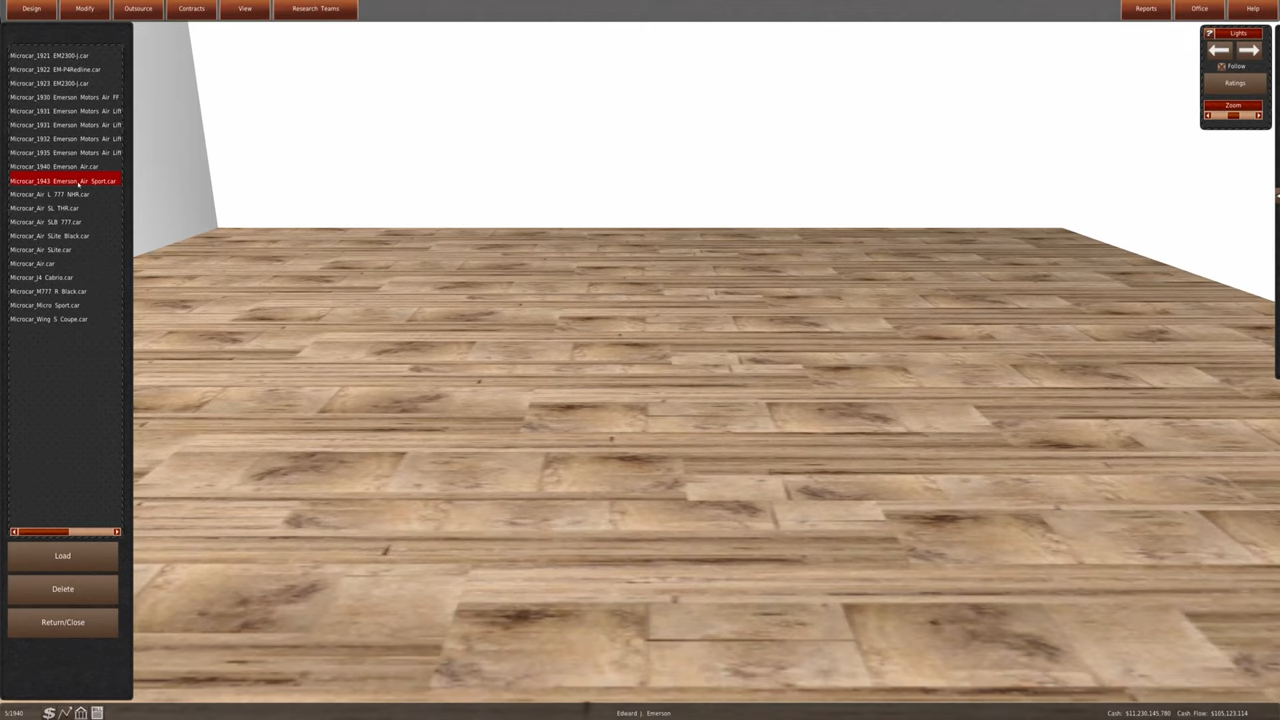 Design Modify Outsource Contracts View Research Teams Reports Office Help
Microcar_1921 EM2300-J.car
Microcar_1922 EM-P4Redline.car
Microcar_1923 EM2300-J.car
Microcar_1930 Emerson Motors Air FF
Microcar_1931 Emerson Motors Air Lift
Microcar_1931 Emerson Motors Air Lift
Microcar_1932 Emerson Motors Air Lift
Microcar_1935 Emerson Motors Air Lift
Microcar_1940 Emerson Air.car
Microcar_1943 Emerson Air Sport.car
Microcar_Air L 777 NHR.car
Microcar_Air SL THR.car
Microcar_Air SLB 777.car
Microcar_Air SLite Black.car
Microcar_Air SLite.car
Microcar_Air.car
Microcar_J4 Cabrio.car
Microcar_M777 R Black.car
Microcar_Micro Sport.car
Microcar_Wing S Coupe.car
Load
Delete
Return/Close
? Lights
Follow
Ratings
Zoom
5/1940 Edward J. Emerson Cash: $11,230,145,780 Cash Flow: $105,123,114